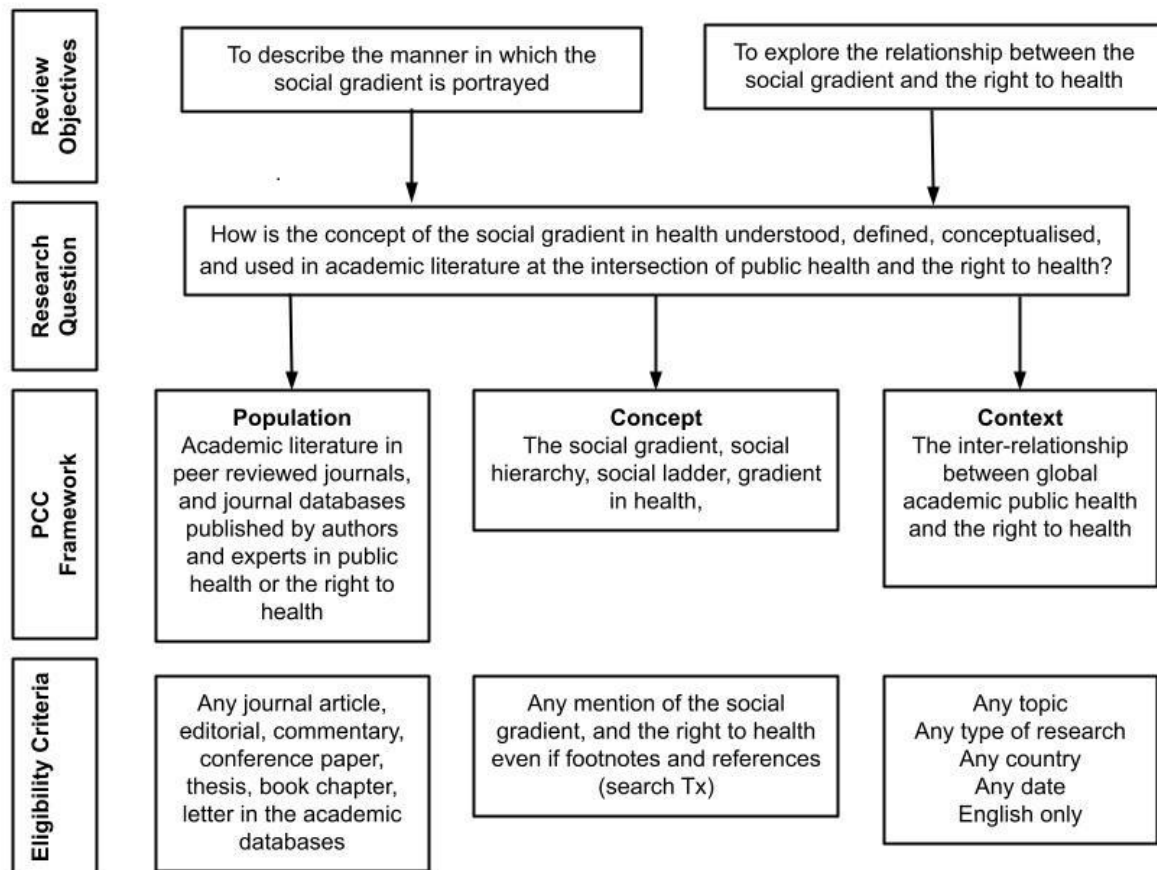 Review
Objectives
To describe the manner in which the
social gradient is portrayed
To explore the relationship between the
social gradient and the right to health
.
Research
Question
How is the concept of the social gradient in health understood, defined, conceptualised,
and used in academic literature at the intersection of public health and the right to health?
PCC
Framework
Population
Academic literature in
peer reviewed journals,
and journal databases
published by authors
and experts in public
health or the right to
health
Concept
The social gradient, social
hierarchy, social ladder, gradient
in health,
Context
The inter-relationship
between global
academic public health
and the right to health
Eligibility Criteria
Any journal article,
editorial, commentary,
conference paper,
thesis, book chapter,
letter in the academic
databases
Any mention of the social
gradient, and the right to health
even if footnotes and references
(search Tx)
Any topic
Any type of research
Any country
Any date
English only